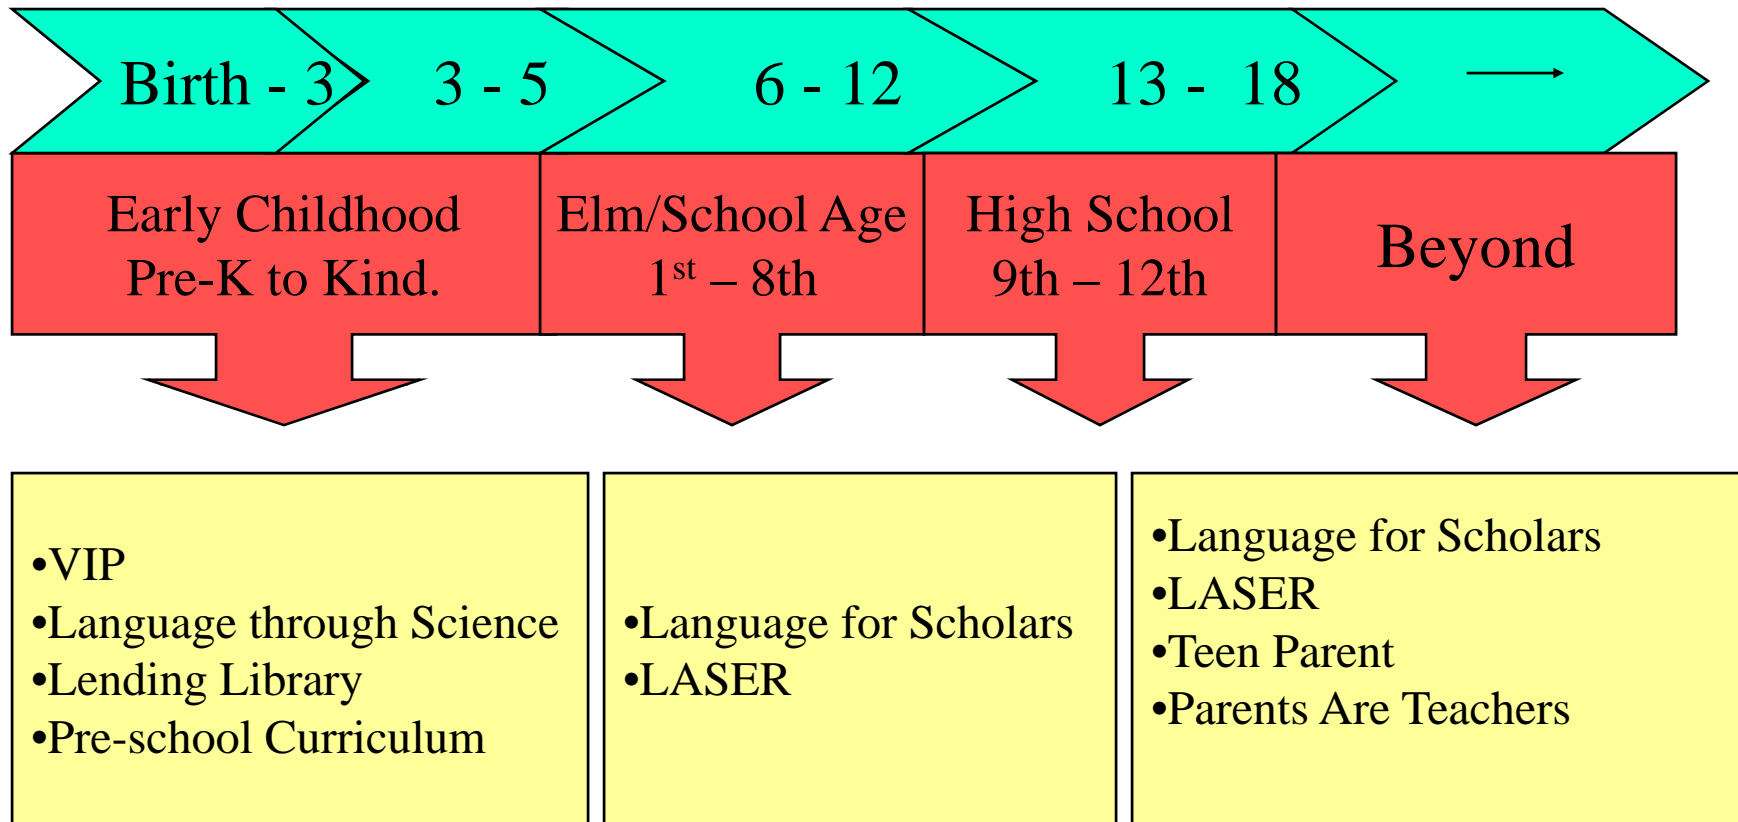 Birth - 3
3 - 5
6 - 12
13 - 18
Early Childhood
Pre-K to Kind.
Elm/School Age
1st – 8th
High School
9th – 12th
Beyond
•VIP
•Language through Science
•Lending Library
•Pre-school Curriculum
•Language for Scholars
•LASER
•Language for Scholars
•LASER
•Teen Parent
•Parents Are Teachers